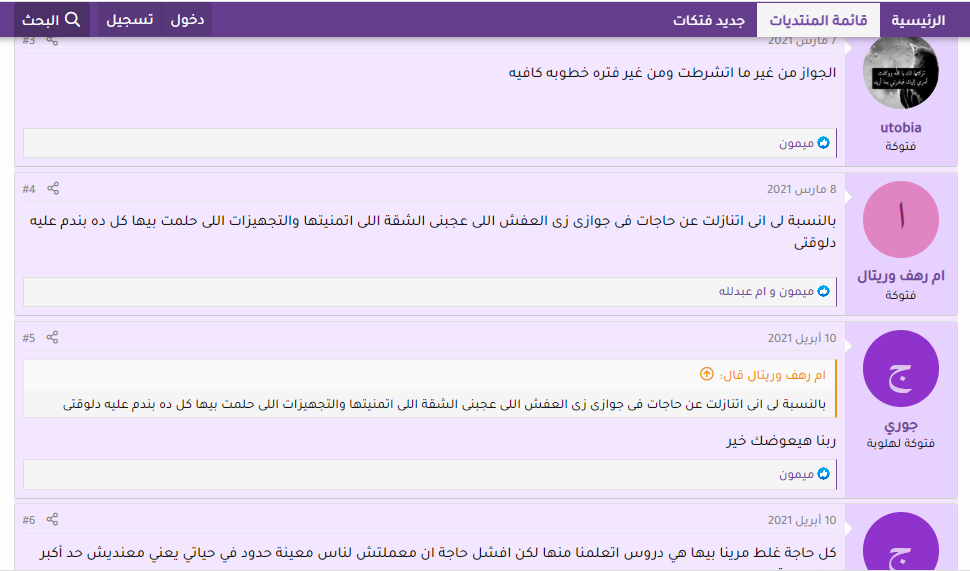 الرئيسية قائمة المنتديات جديد فتكات دخول تسجيل البحث
7 مارس 2021 #3
utobia
فتوكة
الجواز من غير ما اتشرطت ومن غير فتره خطوبه كافيه
ميمون
8 مارس 2021 #4
ا
ام رهف وريتال
فتوكة
بالنسبة لى انى اتنازلت عن حاجات فى جوازى زى العفش اللى عجبنى الشقة اللى اتمنيتها والتجهيزات اللى حلمت بيها كل ده بندم عليه
دلوقتى
ميمون و ام عبدلله
10 أبريل 2021 #5
ج
جوري
فتوكة لهلوبة
ام رهف وريتال قال:
بالنسبة لى انى اتنازلت عن حاجات فى جوازى زى العفش اللى عجبنى الشقة اللى اتمنيتها والتجهيزات اللى حلمت بيها كل ده بندم عليه دلوقتى
ربنا هيعوضك خير
ميمون
10 أبريل 2021 #6
ج
كل حاجة غلط مرينا بيها هي دروس اتعلمنا منها لكن افشل حاجة ان معملتش لناس معينة حدود في حياتي يعني معنديش حد أكبر